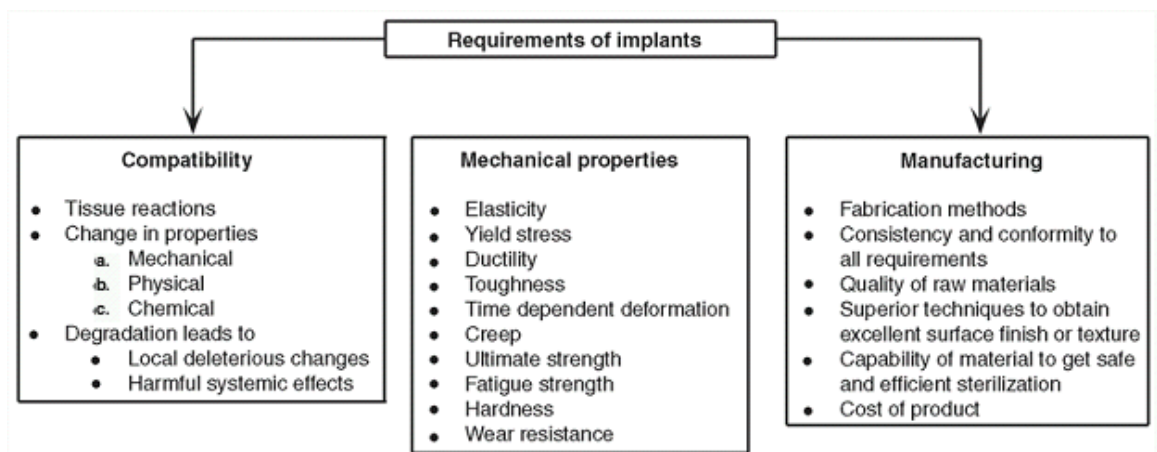 Requirements of implants
Compatibility
● Tissue reactions
● Change in properties
a. Mechanical
b. Physical
c. Chemical
● Degradation leads to
● Local deleterious changes
● Harmful systemic effects
Mechanical properties
● Elasticity
● Yield stress
● Ductility
● Toughness
● Time dependent deformation
● Creep
● Ultimate strength
● Fatigue strength
● Hardness
● Wear resistance
Manufacturing
● Fabrication methods
● Consistency and conformity to
all requirements
● Quality of raw materials
● Superior techniques to obtain
excellent surface finish or texture
● Capability of material to get safe
and efficient sterilization
● Cost of product